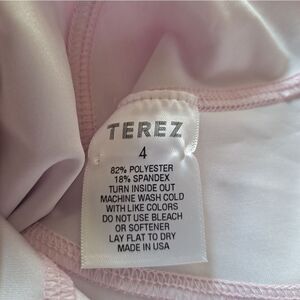 TEREZ
4
82% POLYESTER
18% SPANDEX
TURN INSIDE OUT
MACHINE WASH COLD
WITH LIKE COLORS
DO NOT USE BLEACH
OR SOFTENER
LAY FLAT TO DRY
MADE IN USA